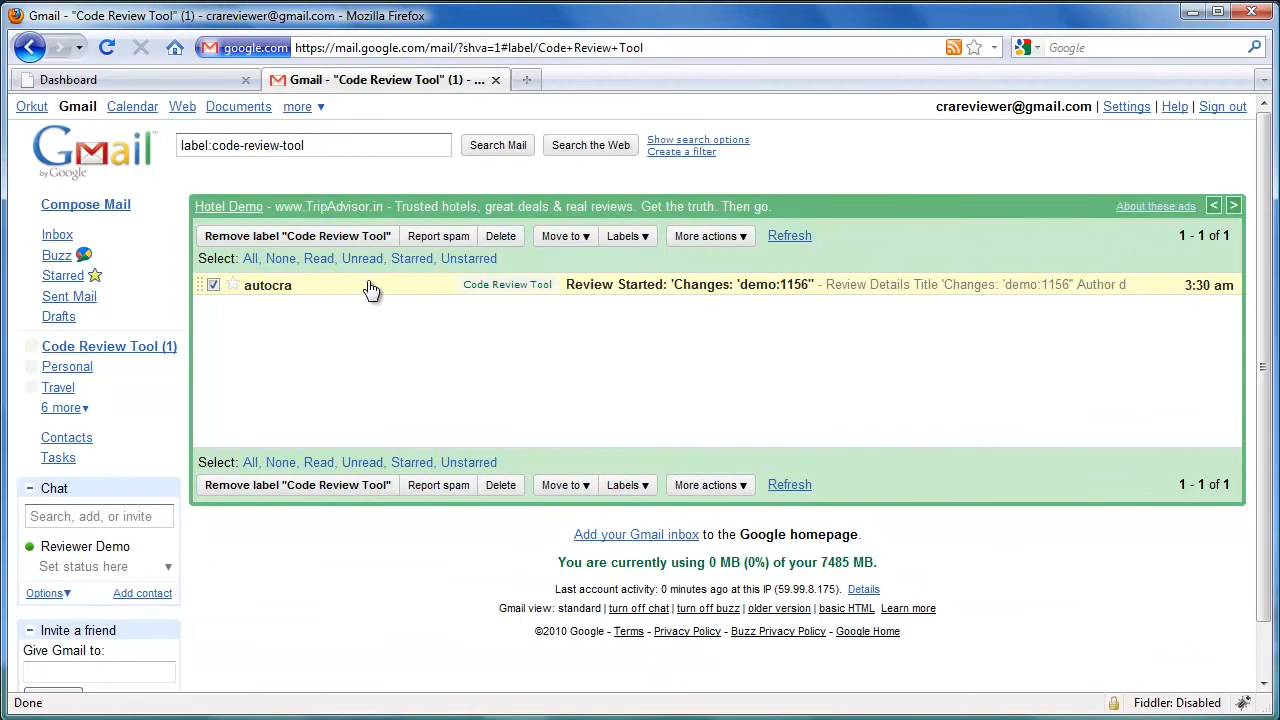 Gmail - "Code Review Tool" (1) - crareviewer@gmail.com - Mozilla Firefox
google.com https://mail.google.com/mail/?shva=1#label/Code+Review+Tool
Google
Dashboard
Gmail - "Code Review Tool" (1) - ...
Orkut Gmail Calendar Web Documents more ▼
crareviewer@gmail.com | Settings | Help | Sign out
Gmail
by Google
label:code-review-tool
Search Mail
Search the Web
Show search options
Create a filter
Compose Mail
Inbox
Buzz
Starred
Sent Mail
Drafts
Code Review Tool (1)
Personal
Travel
6 more▼
Contacts
Tasks
− Chat
Search, add, or invite
Reviewer Demo
Set status here ▼
Options▼ Add contact
− Invite a friend
Give Gmail to:
Hotel Demo - www.TripAdvisor.in - Trusted hotels, great deals & real reviews. Get the truth. Then go.
About these ads < >
Remove label "Code Review Tool" Report spam Delete Move to ▼ Labels ▼ More actions ▼ Refresh 1 - 1 of 1
Select: All, None, Read, Unread, Starred, Unstarred
autocra Code Review Tool Review Started: 'Changes: 'demo:1156'' - Review Details Title 'Changes: 'demo:1156'' Author d 3:30 am
Select: All, None, Read, Unread, Starred, Unstarred
Remove label "Code Review Tool" Report spam Delete Move to ▼ Labels ▼ More actions ▼ Refresh 1 - 1 of 1
Add your Gmail inbox to the Google homepage.
You are currently using 0 MB (0%) of your 7485 MB.
Last account activity: 0 minutes ago at this IP (59.99.8.175). Details
Gmail view: standard | turn off chat | turn off buzz | older version | basic HTML Learn more
©2010 Google - Terms - Privacy Policy - Buzz Privacy Policy - Google Home
Done
Fiddler: Disabled